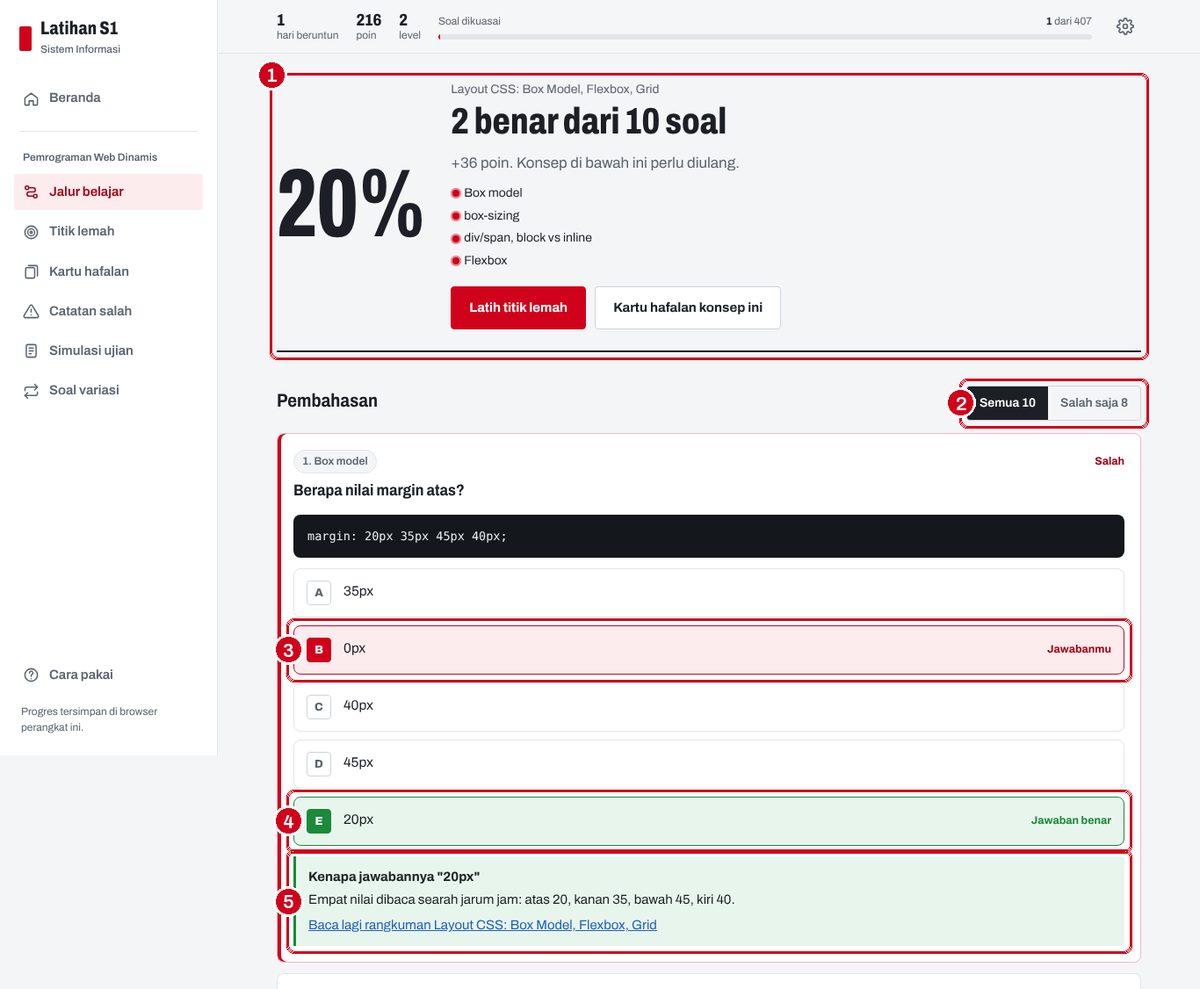 Latihan S1
Sistem Informasi
Beranda
Pemrograman Web Dinamis
Jalur belajar
Titik lemah
Kartu hafalan
Catatan salah
Simulasi ujian
Soal variasi
Cara pakai
Progres tersimpan di browser
perangkat ini.
1 216 2 Soal dikuasai 1 dari 407
hari beruntun poin level
1
Layout CSS: Box Model, Flexbox, Grid
2 benar dari 10 soal
20%
+36 poin. Konsep di bawah ini perlu diulang.
Box model
box-sizing
div/span, block vs inline
Flexbox
Latih titik lemah Kartu hafalan konsep ini
Pembahasan
2 Semua 10 Salah saja 8
1. Box model Salah
Berapa nilai margin atas?
margin: 20px 35px 45px 40px;
A 35px
3 B 0px Jawabanmu
C 40px
D 45px
4 E 20px Jawaban benar
Kenapa jawabannya "20px"
5 Empat nilai dibaca searah jarum jam: atas 20, kanan 35, bawah 45, kiri 40.
Baca lagi rangkuman Layout CSS: Box Model, Flexbox, Grid